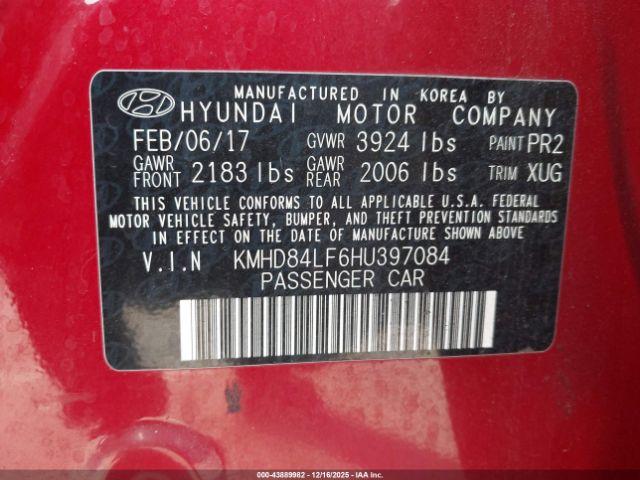 MANUFACTURED IN KOREA BY
HYUNDAI MOTOR COMPANY
FEB/06/17 GVWR 3924 lbs PAINT PR2
GAWR FRONT 2183 lbs GAWR REAR 2006 lbs TRIM XUG
THIS VEHICLE CONFORMS TO ALL APPLICABLE U.S.A. FEDERAL
MOTOR VEHICLE SAFETY, BUMPER, AND THEFT PREVENTION
STANDARDS IN EFFECT ON THE DATE OF MANUFACTURE
SHOWN ABOVE.
V.I.N KMHD84LF6HU397084
PASSENGER CAR
000-43889982 - 12/16/2025 - IAAI.COM